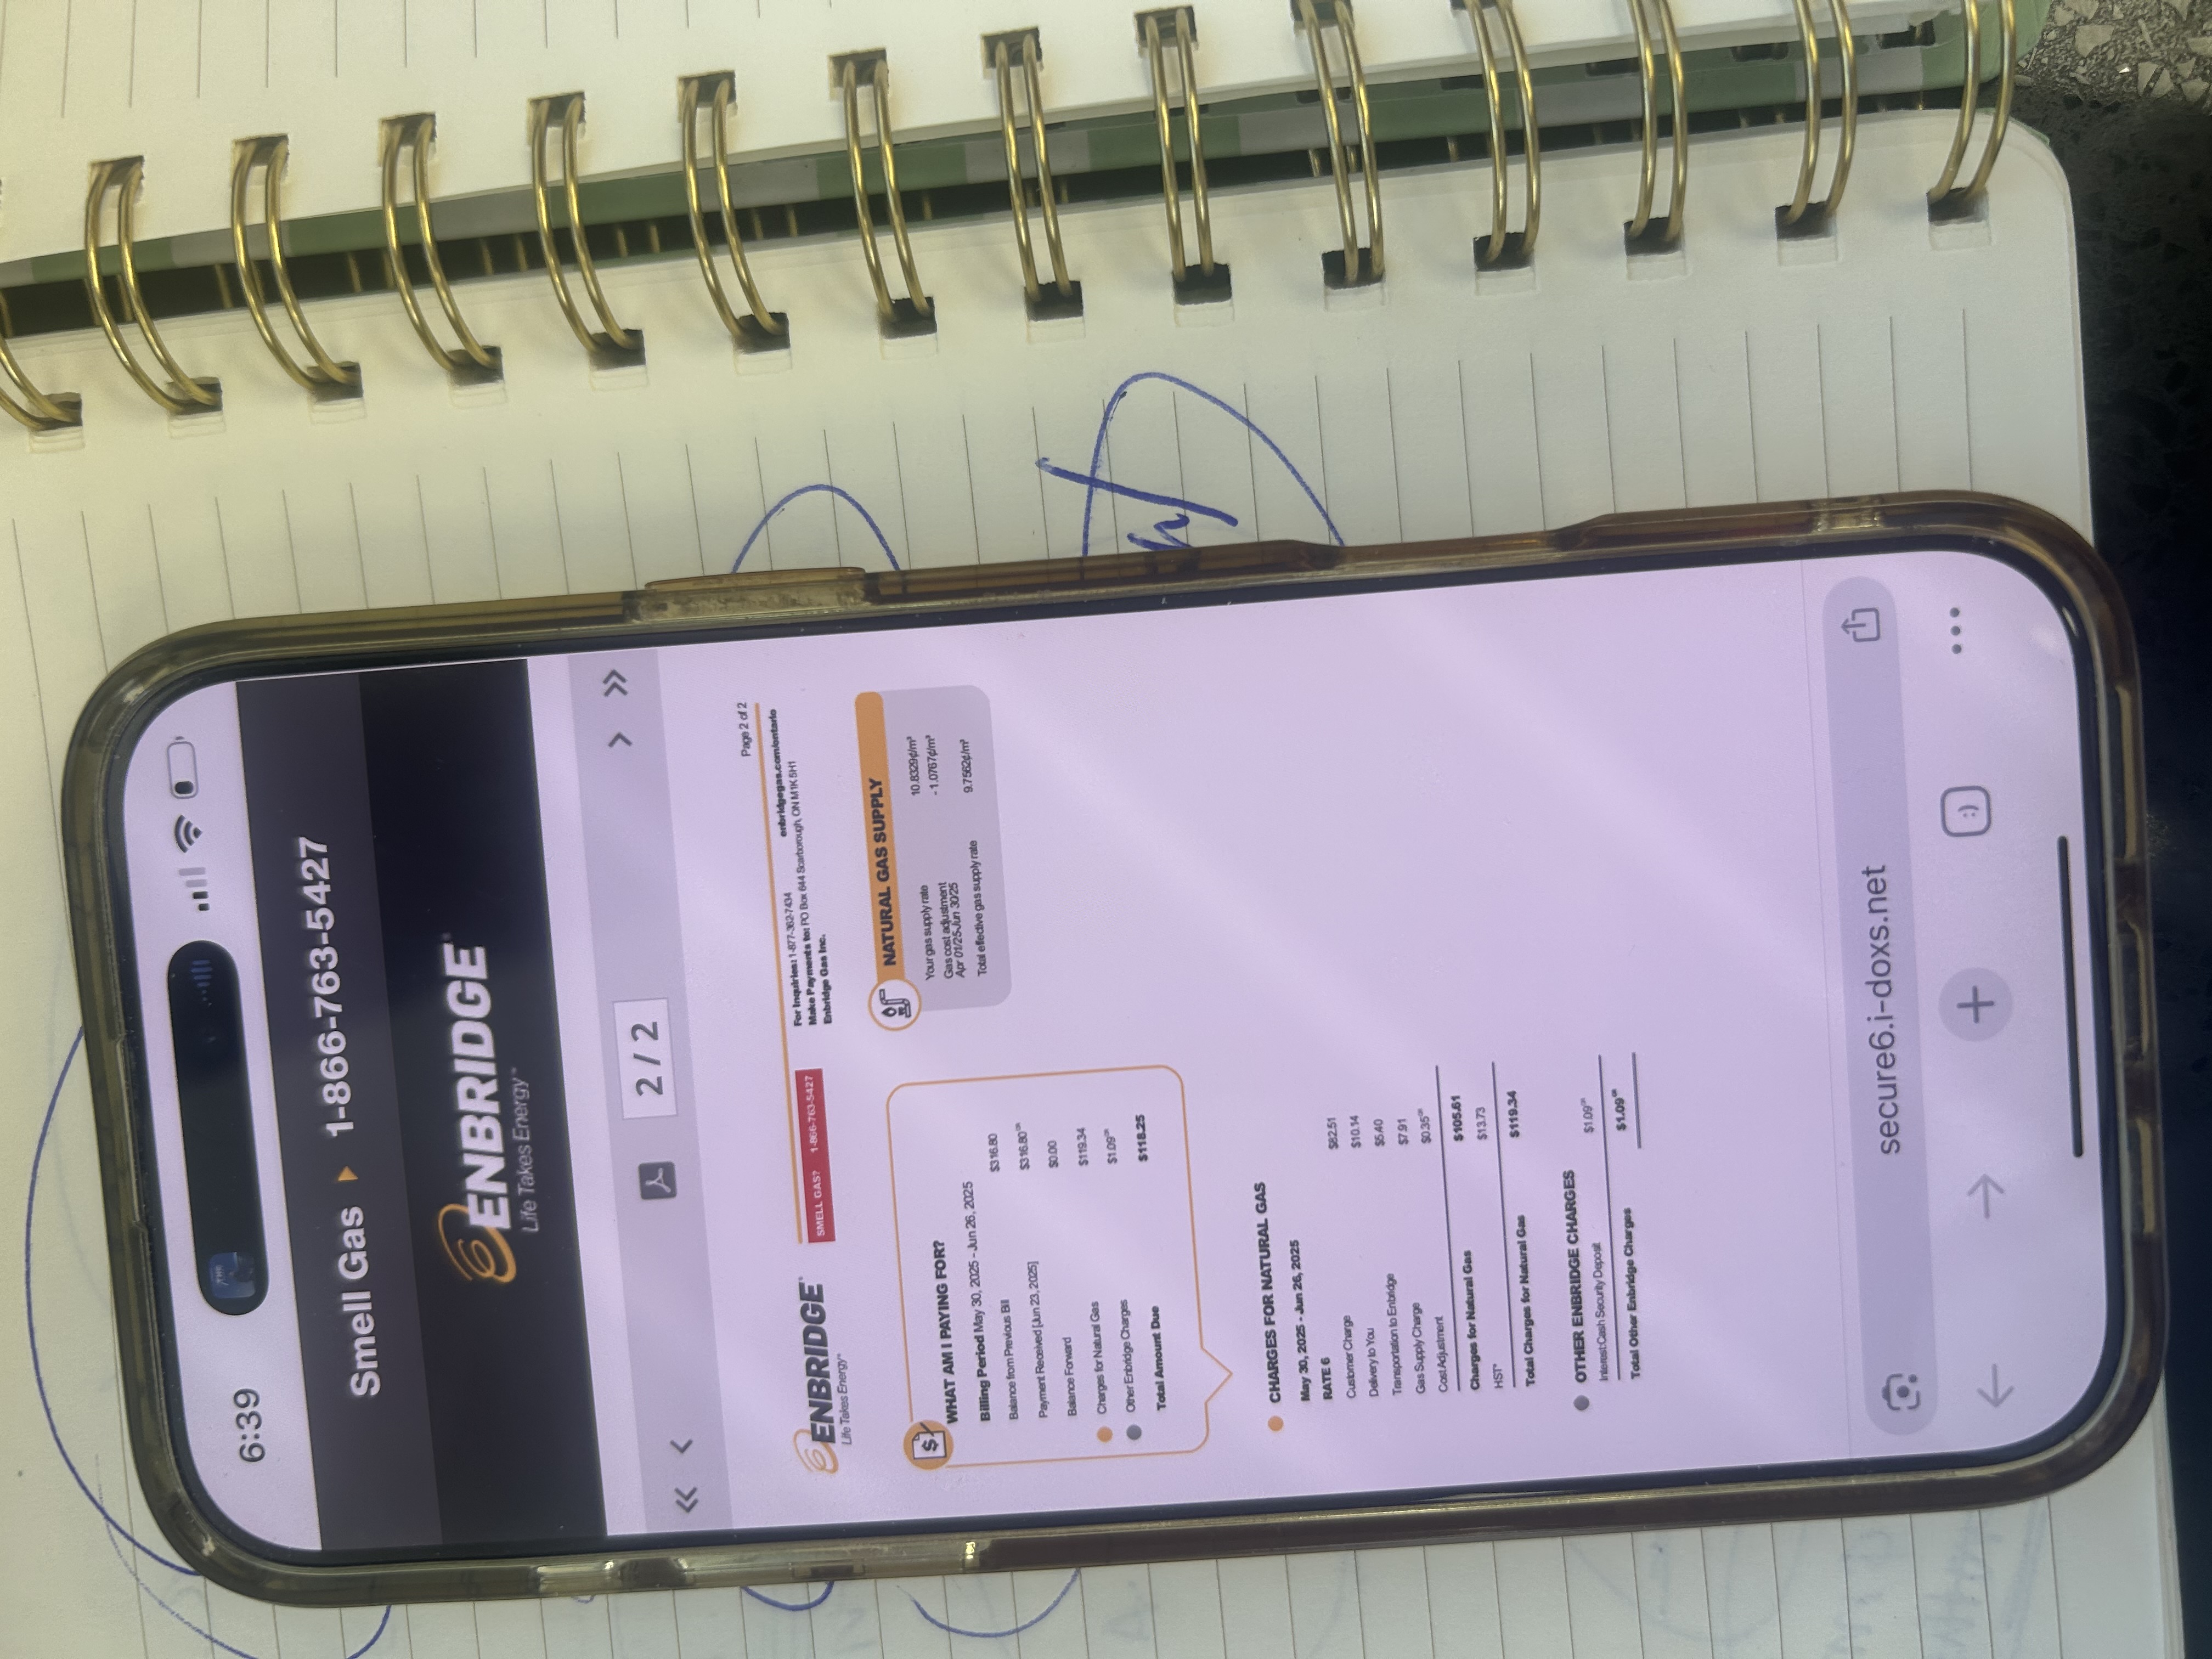 6:39
Smell Gas 1-866-763-5427
ENBRIDGE
Life Takes Energy™
2 / 2
Page 2 of 2
ENBRIDGE
Life Takes Energy™
SMELL GAS? 1-866-763-5427
For Inquiries: 1-877-362-7434 enbridgegas.com/ontario
Make Payments to: PO Box 644 Scarborough, ON M1K 5H1
Enbridge Gas Inc.
WHAT AM I PAYING FOR?
Billing Period May 30, 2025 - Jun 26, 2025
Balance from Previous Bill $316.80
Payment Received [Jun 23, 2025] $316.80CR
Balance Forward $0.00
Charges for Natural Gas $119.34
Other Enbridge Charges $1.09CR
Total Amount Due $118.25
NATURAL GAS SUPPLY
Your gas supply rate 10.8329¢/m³
Gas cost adjustment -1.0767¢/m³
Apr 01/25-Jun 30/25
Total effective gas supply rate 9.7562¢/m³
CHARGES FOR NATURAL GAS
May 30, 2025 - Jun 26, 2025
RATE 6
Customer Charge $82.51
Delivery to You $10.14
Transportation to Enbridge $5.40
Gas Supply Charge $7.91
Cost Adjustment $0.35CR
Charges for Natural Gas $105.61
HST* $13.73
Total Charges for Natural Gas $119.34
OTHER ENBRIDGE CHARGES
Interest:Cash Security Deposit $1.09CR
Total Other Enbridge Charges $1.09CR
secure6.i-doxs.net
:)